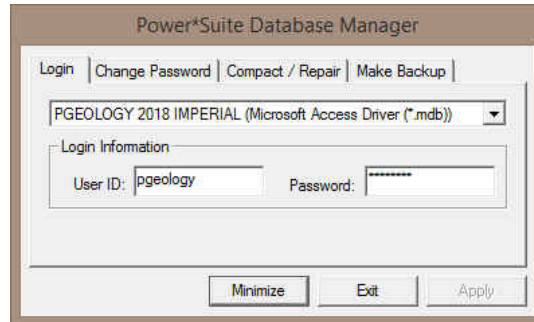 Power*Suite Database Manager
Login Change Password Compact / Repair Make Backup
PGEOLOGY 2018 IMPERIAL (Microsoft Access Driver (*.mdb))
Login Information
User ID: pgeology Password: ********
Minimize Exit Apply